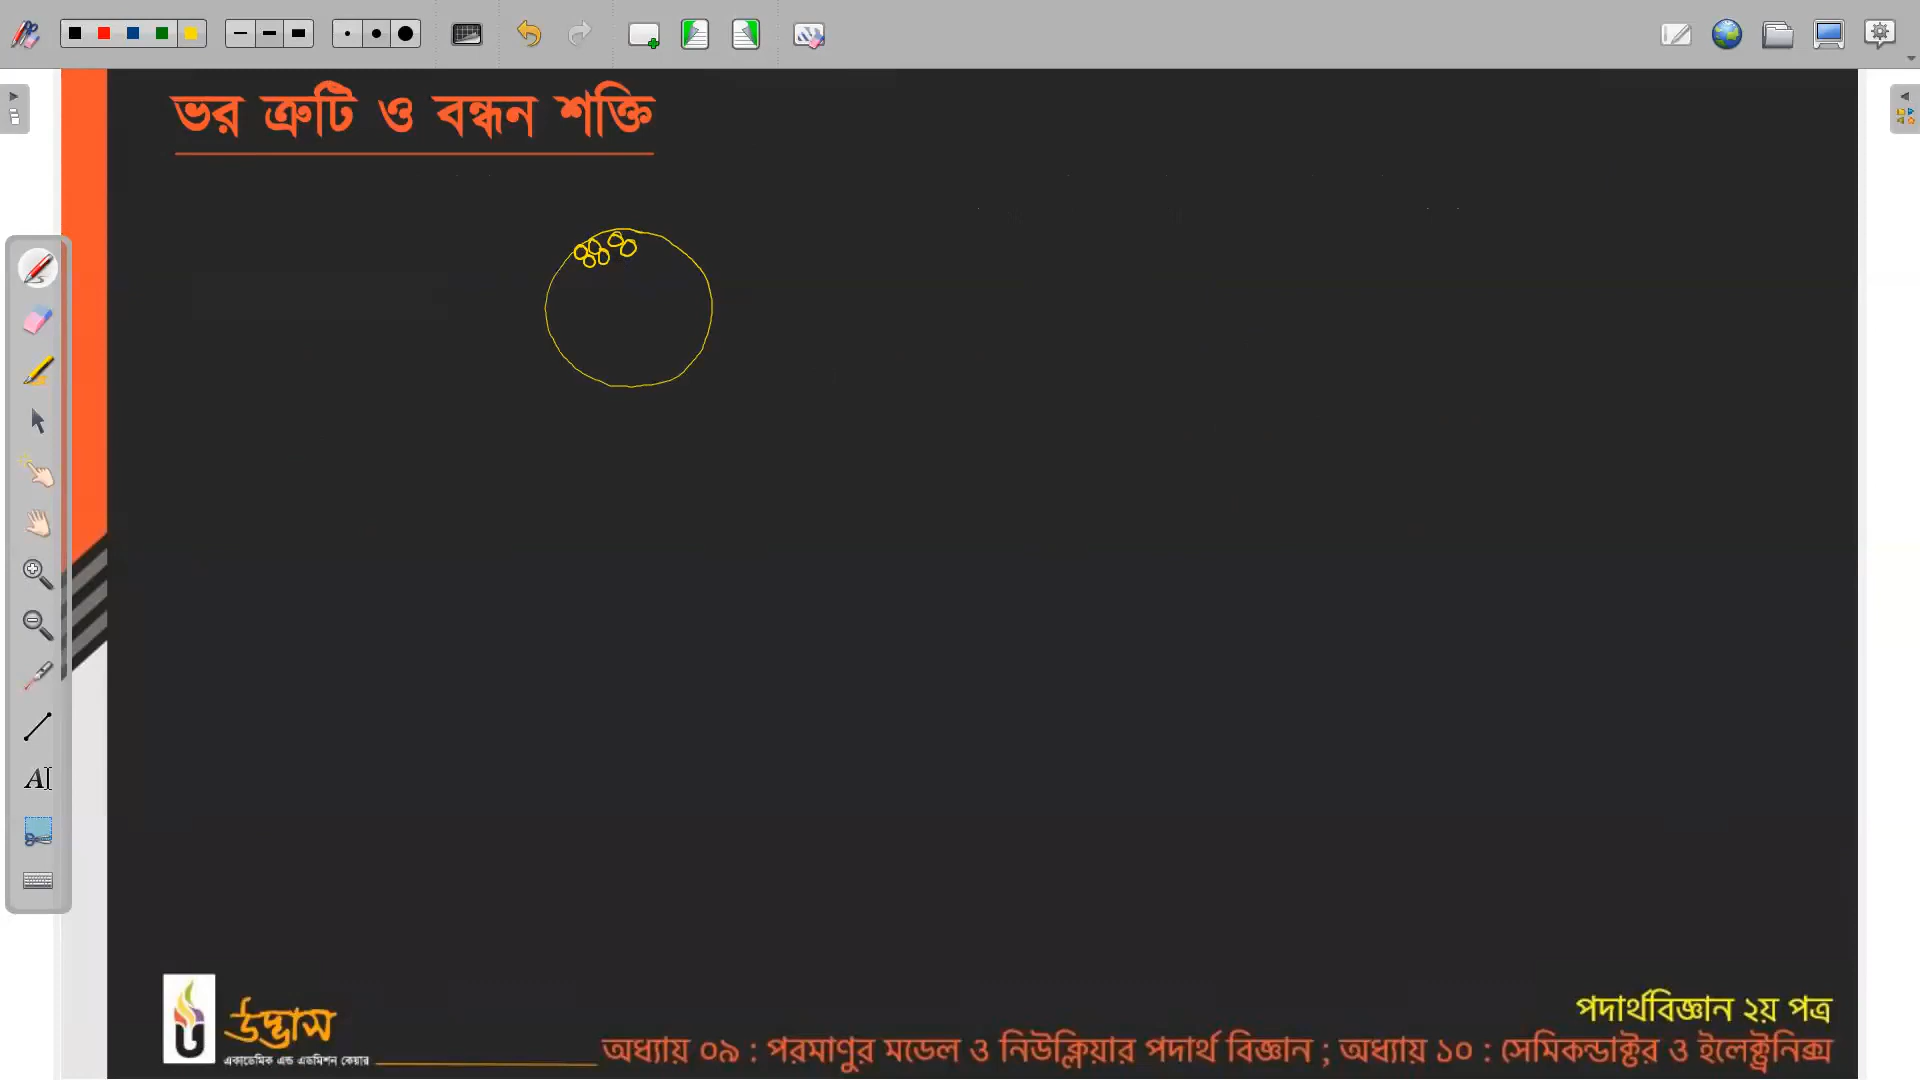 ভর ত্রুটি ও বন্ধন শক্তি
A
উদ্ভাস
একাডেমিক এন্ড এডমিশন কেয়ার
পদার্থবিজ্ঞান ২য় পত্র
অধ্যায় ০৯ : পরমাণুর মডেল ও নিউক্লিয়ার পদার্থ বিজ্ঞান ; অধ্যায় ১০ : সেমিকন্ডাক্টর ও ইলেক্ট্রনিক্স